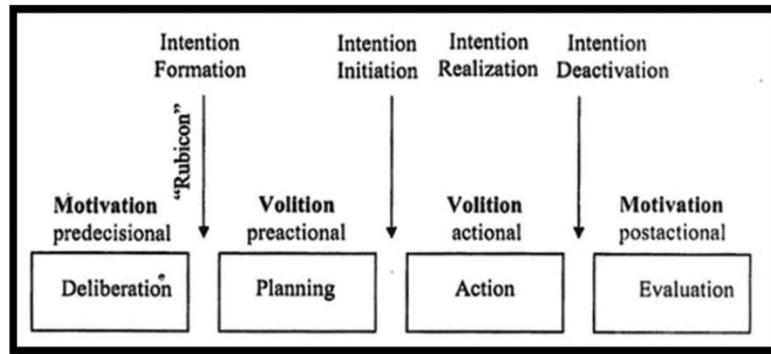 Intention
Formation
Intention
Initiation
Intention
Realization
Intention
Deactivation
"Rubicon"
Motivation
predecisional
Volition
preactional
Volition
actional
Motivation
postactional
Deliberation
Planning
Action
Evaluation